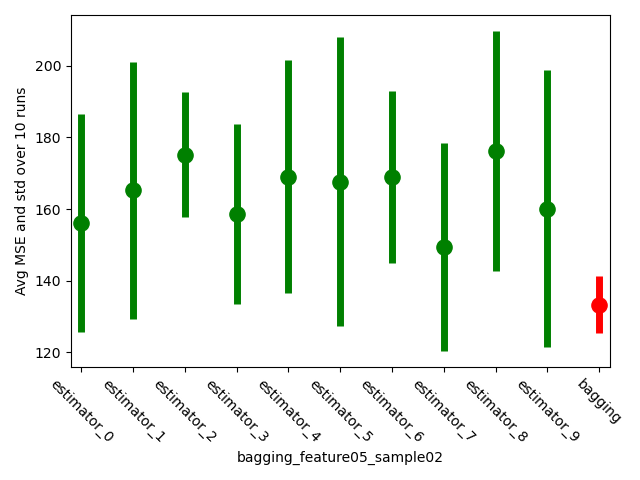 Avg MSE and std over 10 runs
200
180
160
140
120
estimator_0
estimator_1
estimator_2
estimator_3
estimator_4
estimator_5
estimator_6
estimator_7
estimator_8
estimator_9
bagging
bagging_feature05_sample02